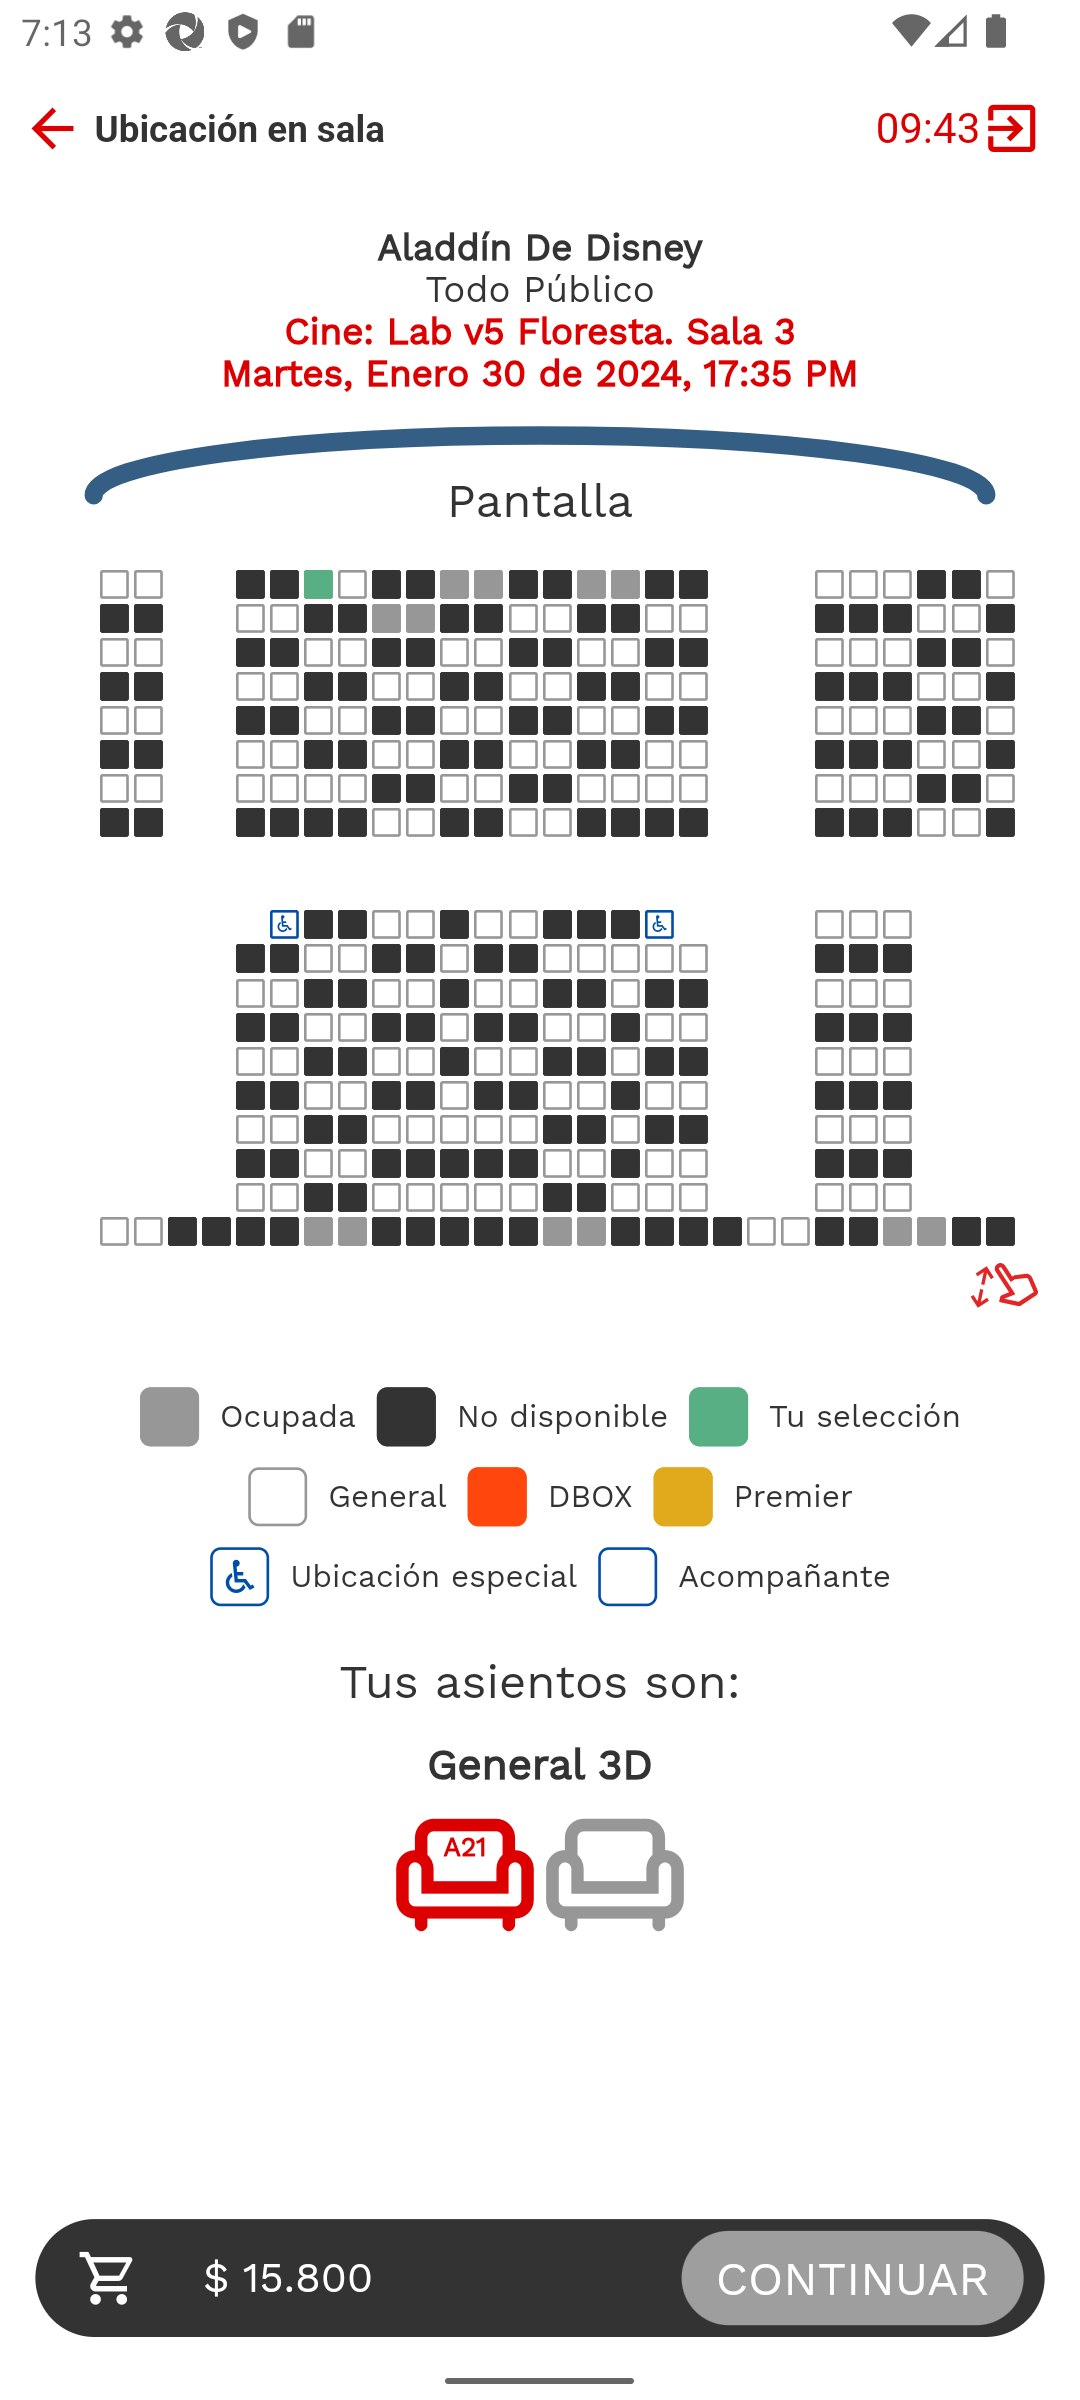 7:13
Ubicación en sala
09:43
Aladdín De Disney
Todo Público
Cine: Lab v5 Floresta. Sala 3
Martes, Enero 30 de 2024, 17:35 PM
Pantalla
Ocupada No disponible Tu selección
General DBOX Premier
Ubicación especial Acompañante
Tus asientos son:
General 3D
A21
$ 15.800
CONTINUAR